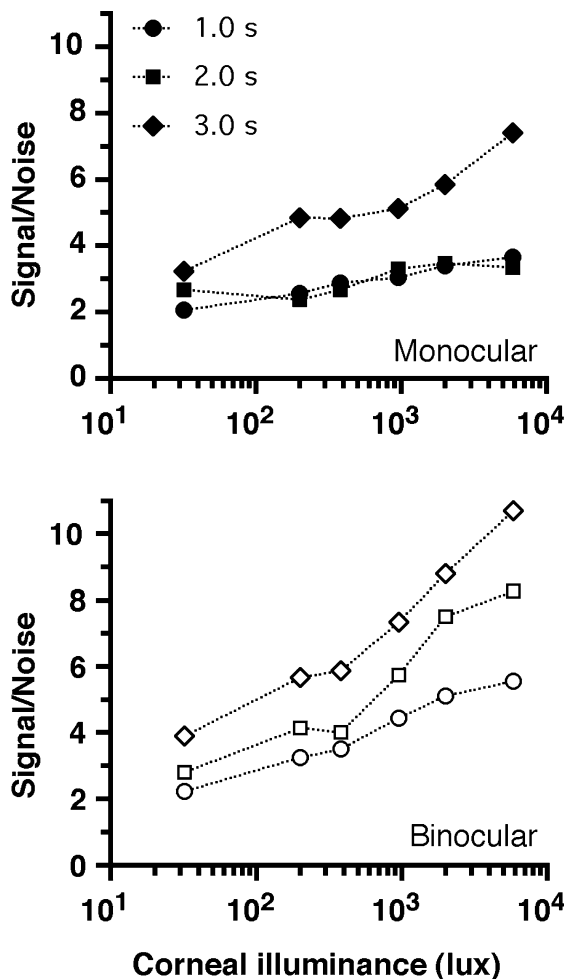 10
8
6
4
2
0
Signal/Noise
1.0 s
2.0 s
3.0 s
Monocular
10¹ 10² 10³ 10⁴
10
8
6
4
2
0
Signal/Noise
Binocular
10¹ 10² 10³ 10⁴
Corneal illuminance (lux)